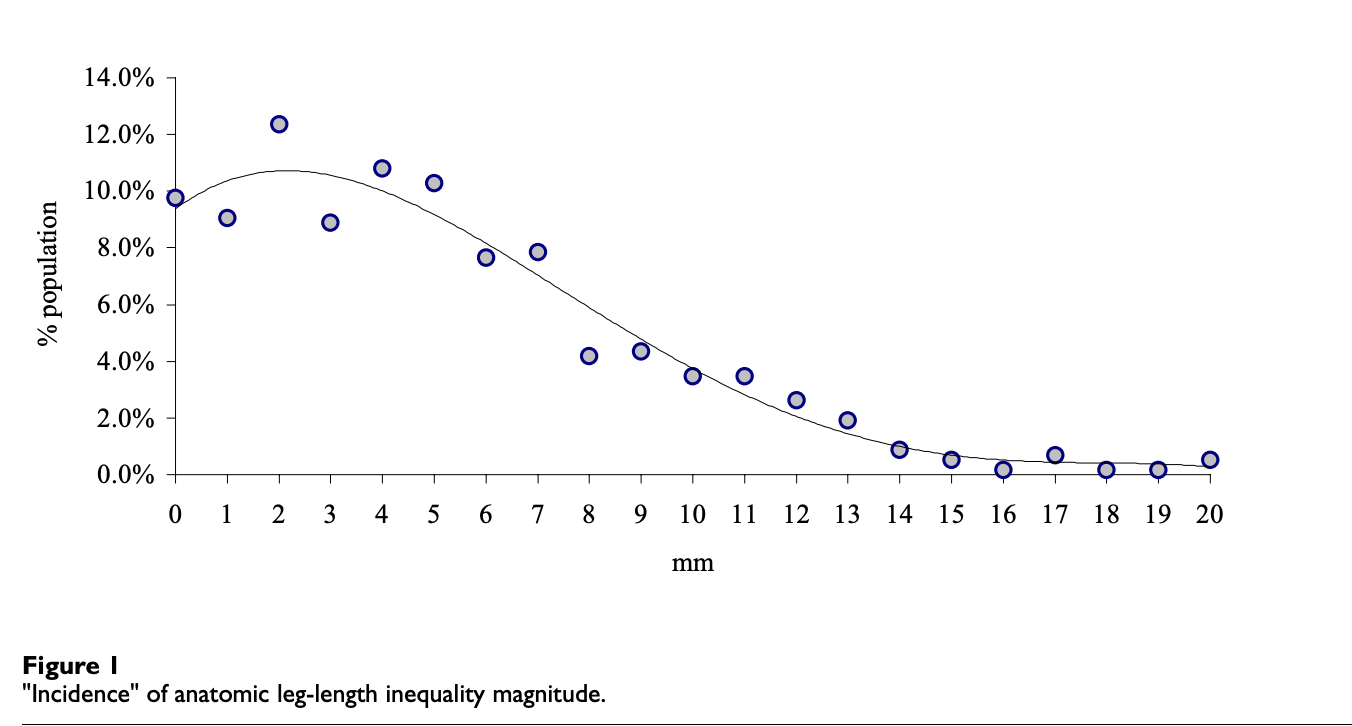 14.0%
12.0%
10.0%
8.0%
6.0%
4.0%
2.0%
0.0%
% population
0 1 2 3 4 5 6 7 8 9 10 11 12 13 14 15 16 17 18 19 20
mm
Figure 1
"Incidence" of anatomic leg-length inequality magnitude.